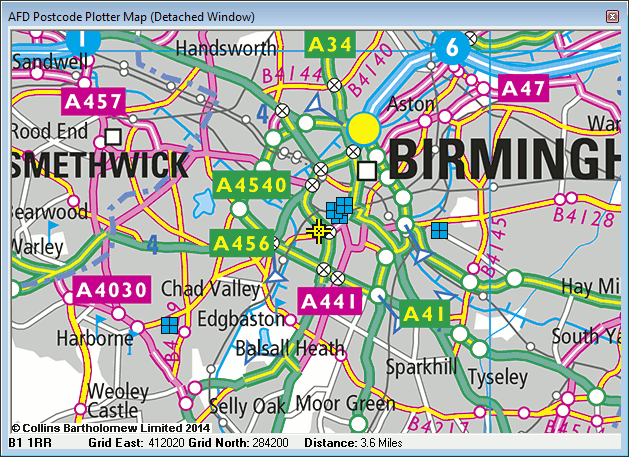 AFD Postcode Plotter Map (Detached Window)
1
Handsworth
A34
6
Sandwell
B4144
B4140
A47
A457
4
Aston
Rood End
SMETHWICK
BIRMINGH
A4540
Bearwood
B4128
Warley
4
A456
B4145
A4030
Chad Valley
A441
Hay Mi
Edgbaston
A41
Harborne
Balsall Heath
South Ya
Sparkhill
Tyseley
Weoley
Castle
Selly Oak
Moor Green
B4217
© Collins Bartholomew Limited 2014
B1 1RR Grid East: 412020 Grid North: 284200 Distance: 3.6 Miles